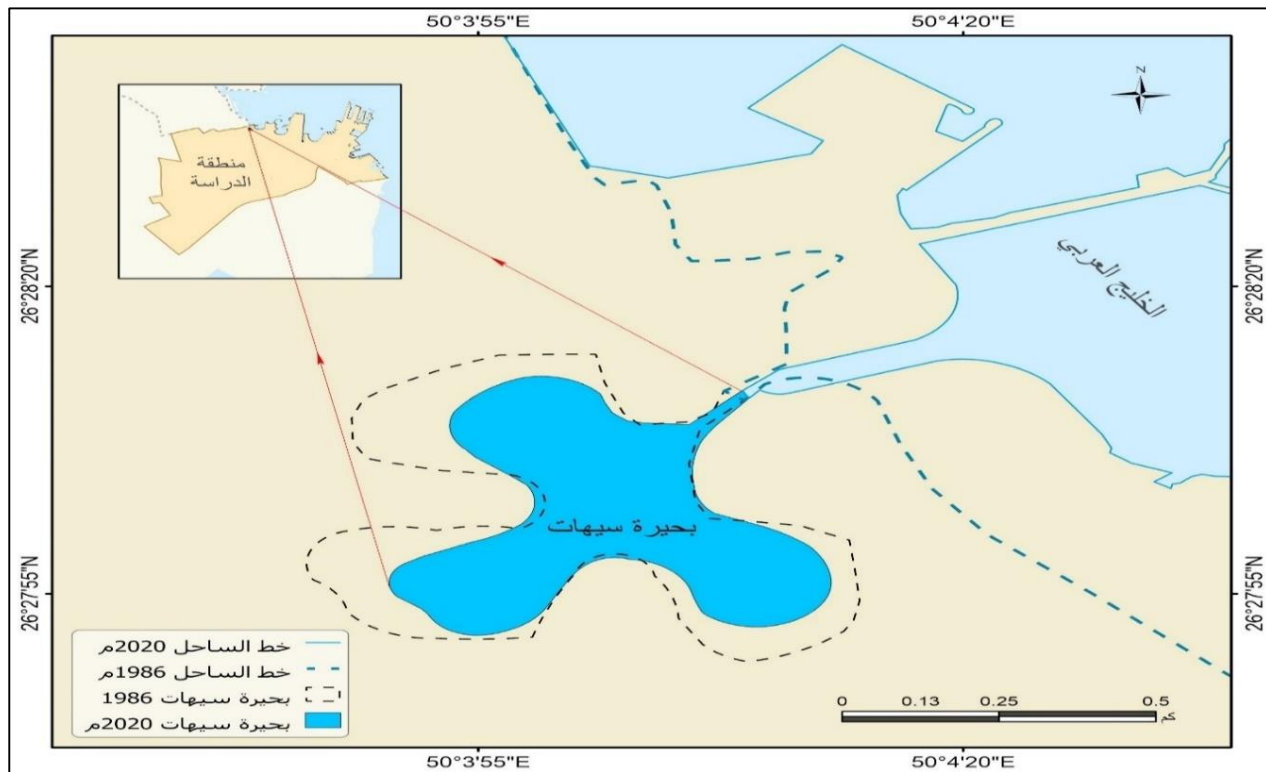 50°3'55"E
50°4'20"E
N
منطقة
الدراسة
26°28'20"N
26°28'20"N
الخليج العربي
بحيرة سيهات
26°27'55"N
26°27'55"N
خط الساحل 2020م
خط الساحل 1986م
بحيرة سيهات 1986
بحيرة سيهات 2020م
0 0.13 0.25 0.5
كم
50°3'55"E
50°4'20"E